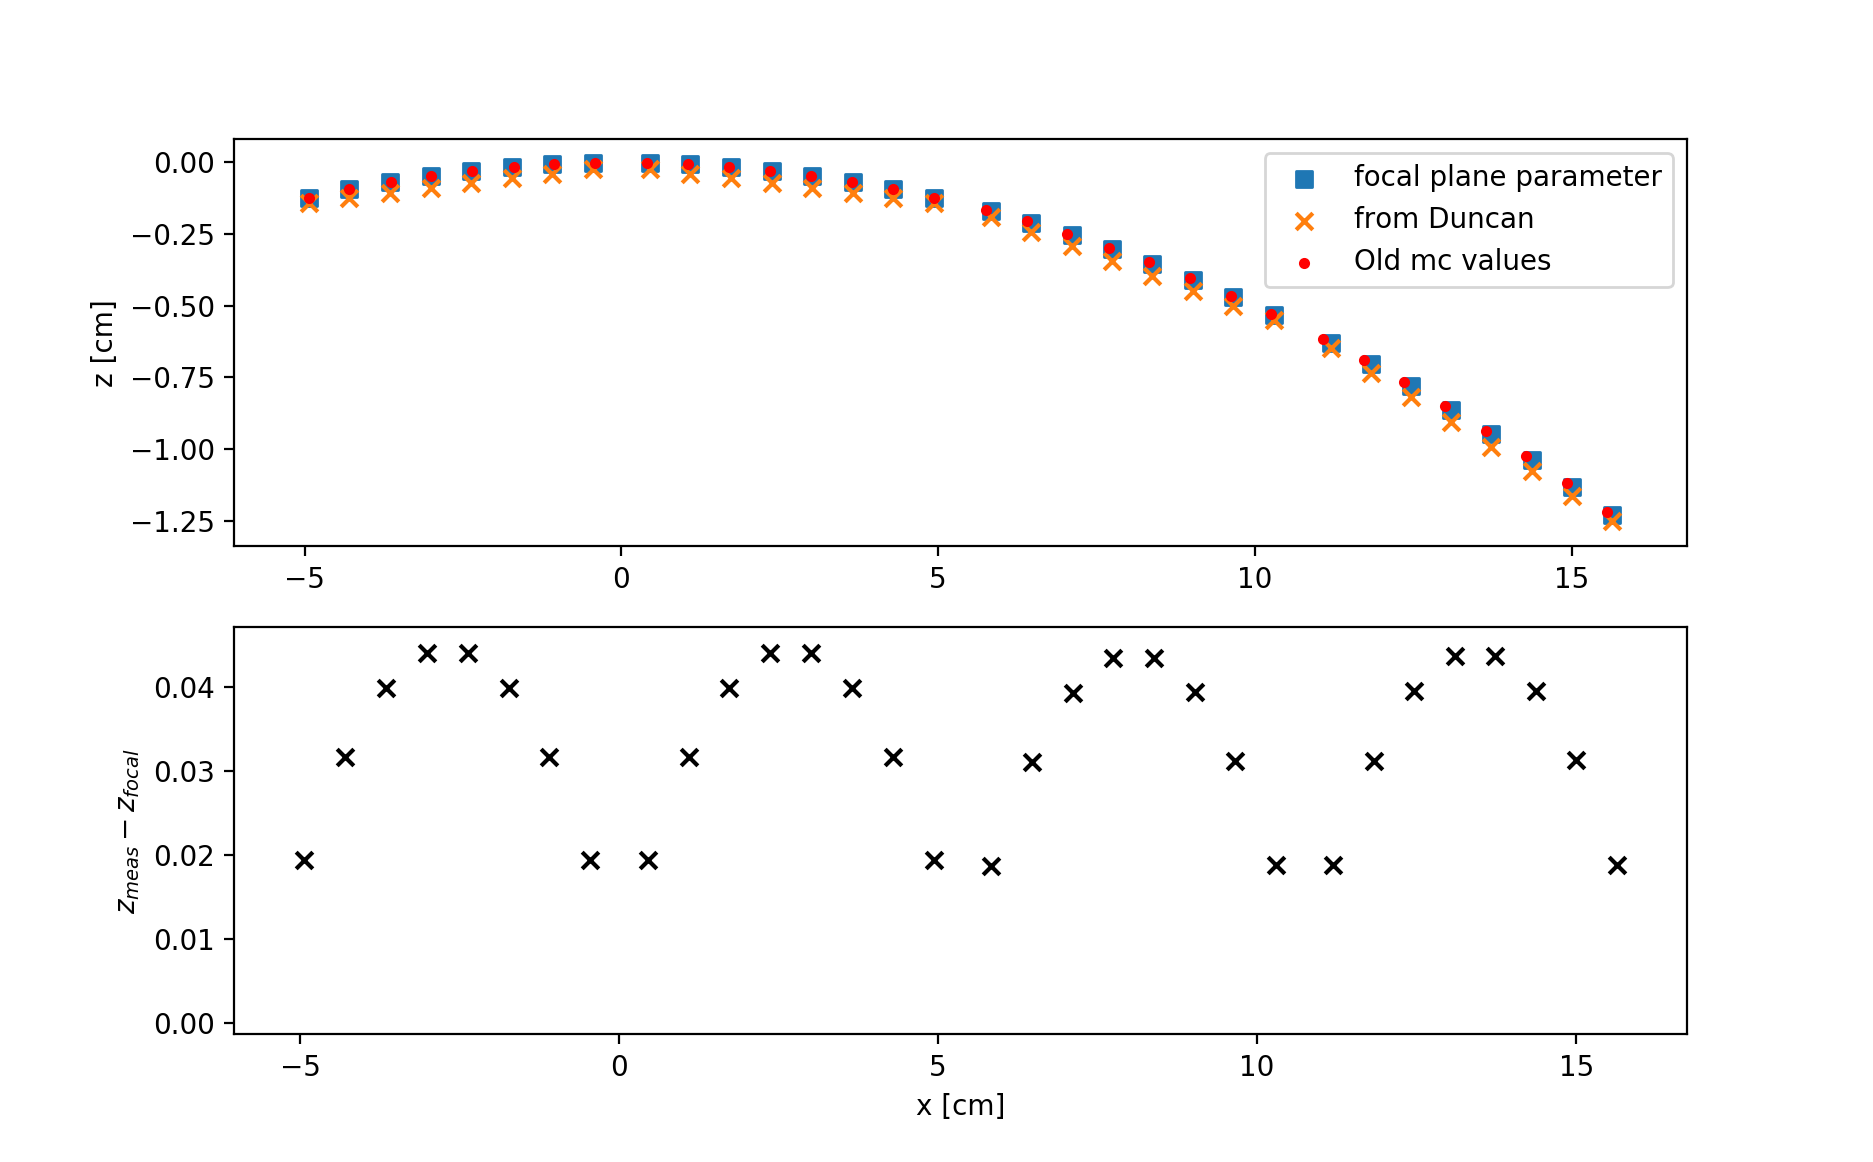 0.00
−0.25
−0.50
−0.75
−1.00
−1.25
z [cm]
focal plane parameter
from Duncan
Old mc values
−5 0 5 10 15
0.04
0.03
0.02
0.01
0.00
z_meas − z_focal
−5 0 5 10 15
x [cm]